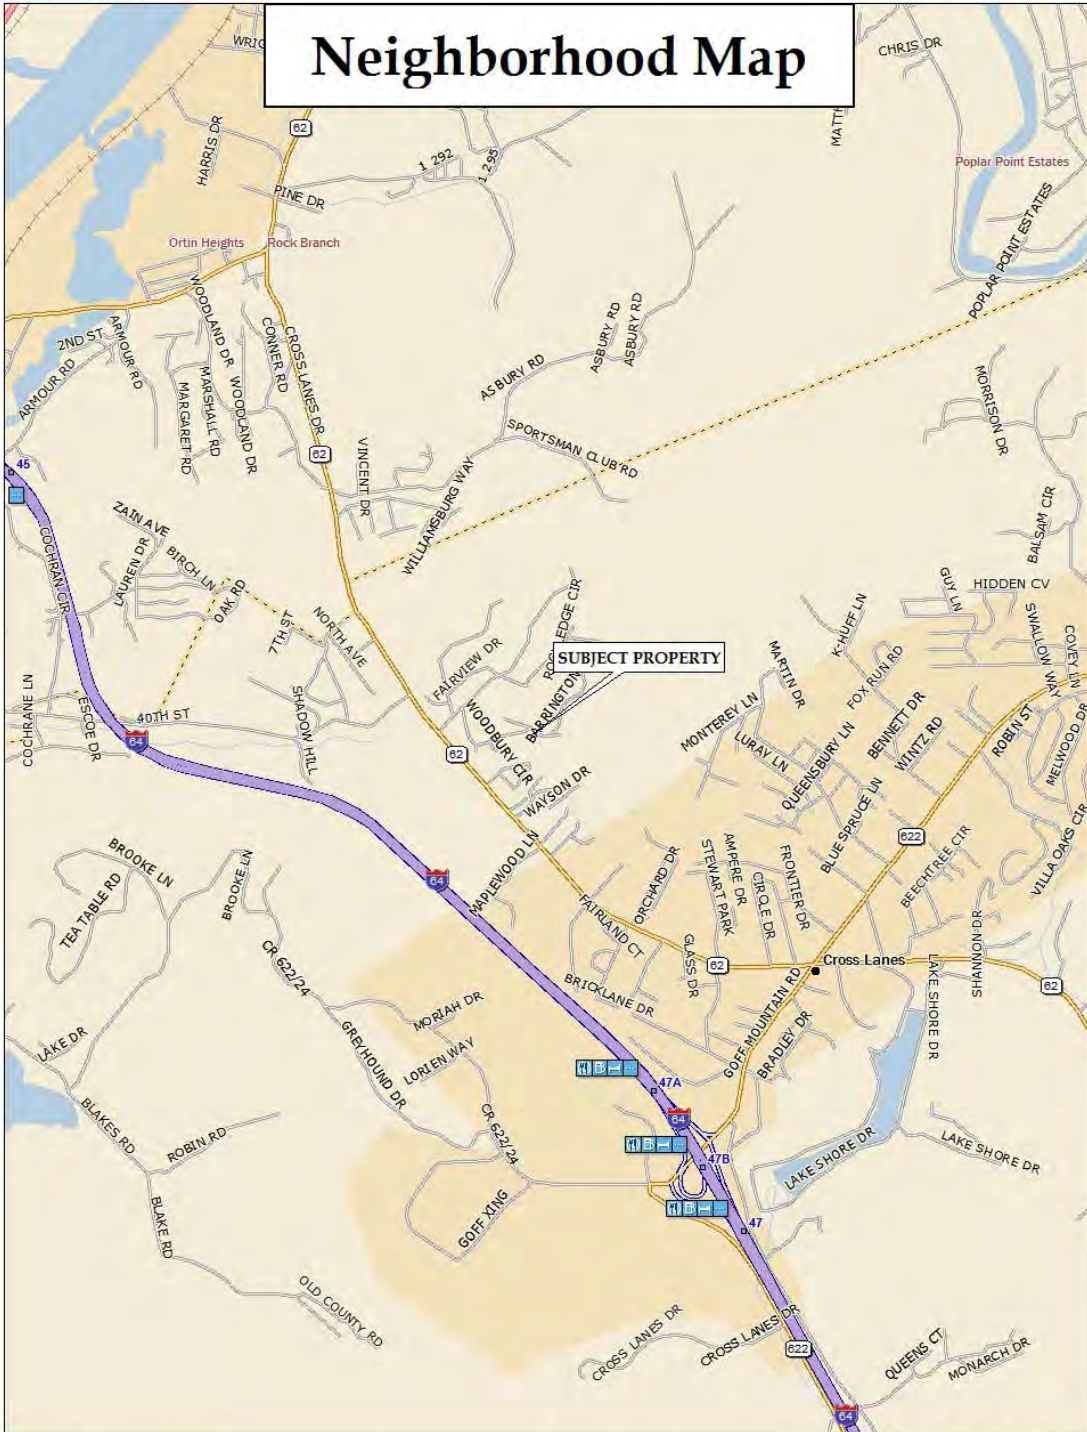 Neighborhood Map
WRIG
CHRIS DR
MATT
62
HARRIS DR
1 292
1 295
PINE DR
Poplar Point Estates
POPLAR POINT ESTATES
Ortin Heights
Rock Branch
WOODLAND DR
2ND ST
ARMOUR RD
ARMOUR RD
CONNER RD
CROSS LANES DR
MARGARET RD
MARSHALL RD
WOODLAND DR
ASBURY RD
ASBURY RD
ASBURY RD
MORRISON DR
SPORTSMAN CLUB RD
62
VINCENT DR
45
WILLIAMSBURG WAY
BALSAM CIR
ZAIN AVE
COCHRAN CIR
LAUREN DR
BIRCH LN
OAK RD
7TH ST
NORTH AVE
EDGE CIR
GUY LN
HIDDEN CV
K-HUFF LN
SWALLOW WAY
COVEY LN
SUBJECT PROPERTY
FAIRVIEW DR
MARTIN DR
FOX RUN RD
COCHRANE LN
ESCOE DR
40TH ST
SHADOW HILL
WOODBURY CIR
BARRINGTON
MONTEREY LN
LURAY LN
QUEENSBURY LN
BENNETT DR
WINTZ RD
ROBIN ST
MELWOOD DR
64
62
WAYSON DR
BLUE SPRUCE LN
622
BEECHTREE CIR
VILLA OAKS CIR
BROOKE LN
BROOKE LN
TEA TABLE RD
64
MAPLEWOOD LN
ORCHARD DR
STEWART PARK
AMPERE DR
CIRCLE DR
FRONTIER DR
FAIRLAND CT
GLASS DR
SHANNON DR
CR 622/24
62
Cross Lanes
LAKE SHORE DR
62
BRICKLANE DR
GOFF MOUNTAIN RD
BRADLEY DR
MORIAH DR
LAKE DR
GREYHOUND DR
LORIEN WAY
47A
BLAKES RD
CR 622/24
64
ROBIN RD
47B
LAKE SHORE DR
LAKE SHORE DR
BLAKE RD
GOFF XING
47
OLD COUNTY RD
CROSS LANES DR
CROSS LANES DR
622
QUEENS CT
MONARCH DR
64